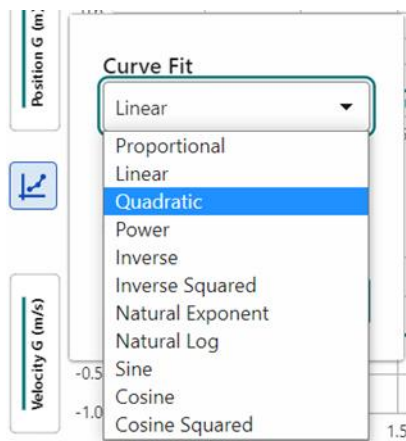 Position G (m)
Curve Fit
Linear
Proportional
Linear
Quadratic
Power
Inverse
Inverse Squared
Natural Exponent
Natural Log
Sine
Cosine
Cosine Squared
Velocity G (m/s)
-0.5
-1.0
1.5